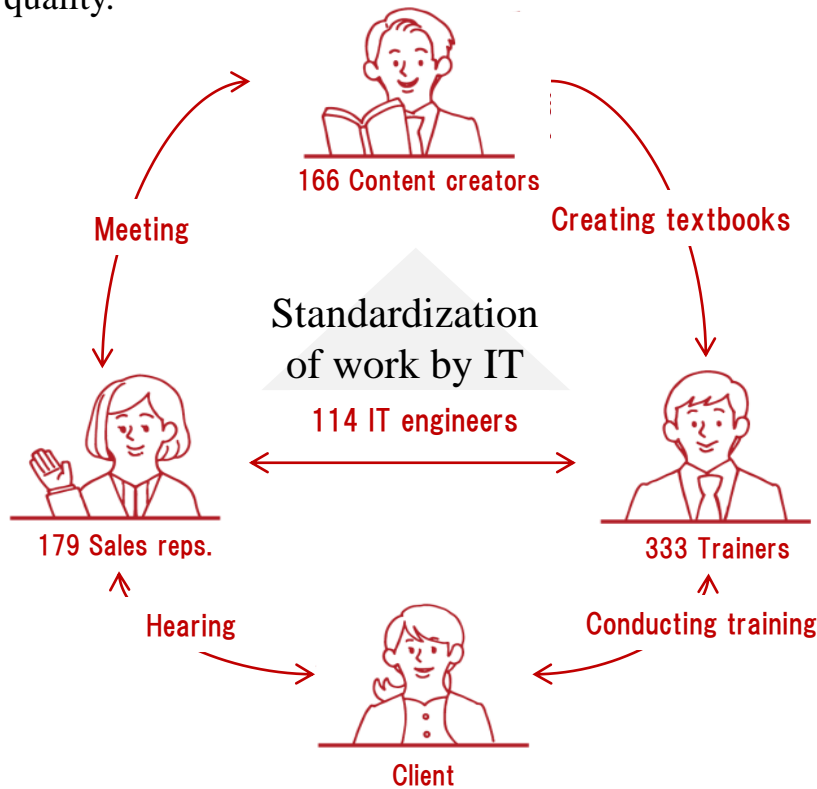 quality.
166 Content creators
Meeting
Creating textbooks
Standardization
of work by IT
114 IT engineers
179 Sales reps.
333 Trainers
Hearing
Conducting training
Client